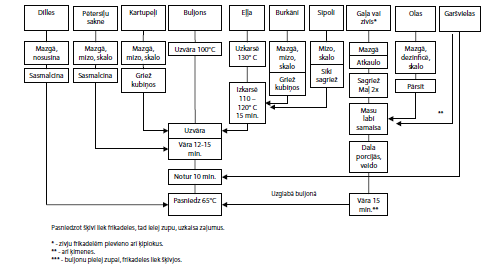 Dilles
Pētersīļu
sakne
Kartupeļi
Buljons
Eļļa
Burkāni
Sīpoli
Gaļa vai
zivis*
Olas
Garšvielas
Mazgā,
nosusina
Mazgā,
mizo, skalo
Mazgā,
mizo, skalo
Uzvāra 100°C
Uzkarsē
130° C
Mazgā,
mizo, skalo
Mizo,
skalo
Mazgā
Mazgā,
dezinficē,
skalo
Sasmalcina
Sasmalcina
Griež
kubiņos
Griež
kubiņos
Sīki
sagriež
Atkaulo
Sagriež
Maļ 2x
Pārsit
Izkarsē
110 –
120° C
15 min.
Masu
labi
samaisa
**
Uzvāra
Vāra 12-15
min.
Dala
porcijās,
veido
Notur 10 min.
Pasniedz 65°C
Uzglabā buljonā
Vāra 15
min.**
Pasniedzot šķīvī liek frikadeles, tad lelej zupu, uzkaisa zaļumus.
* - zivju frikadelēm pievieno arī ķiplokus.
** - arī ķimenes.
*** - buljonu pielej zupai, frikadeles liek šķīvjos.